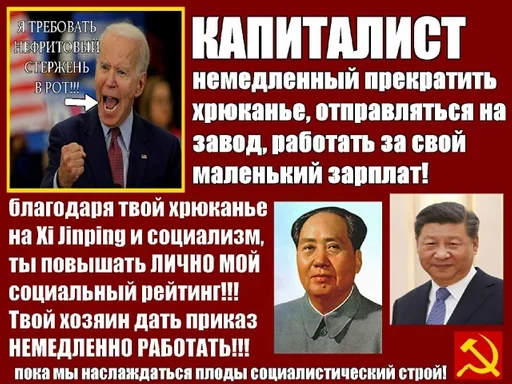 Я ТРЕБОВАТЬ
НЕФРИТОВЫЙ
СТЕРЖЕНЬ
В РОТ!!!
КАПИТАЛИСТ
немедленный прекратить
хрюканье, отправляться на
завод, работать за свой
маленький зарплат!
благодаря твой хрюканье
на Xi Jinping и социализм,
ты повышать ЛИЧНО МОЙ
социальный рейтинг!!!
Твой хозяин дать приказ
НЕМЕДЛЕННО РАБОТАТЬ!!!
пока мы наслаждаться плоды социалистический строй!